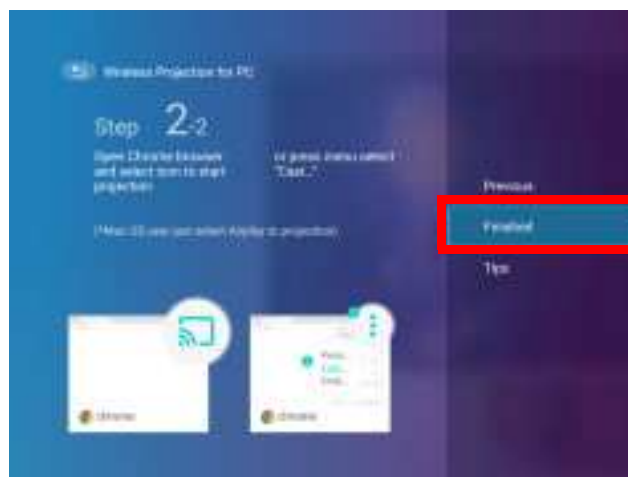 Wireless Projection for PC
Step 2-2
Open Chrome browser
and select icon to start
projection
or press menu select
"Cast..."
Previous
Finished
Tips
Cast...
chrome
chrome